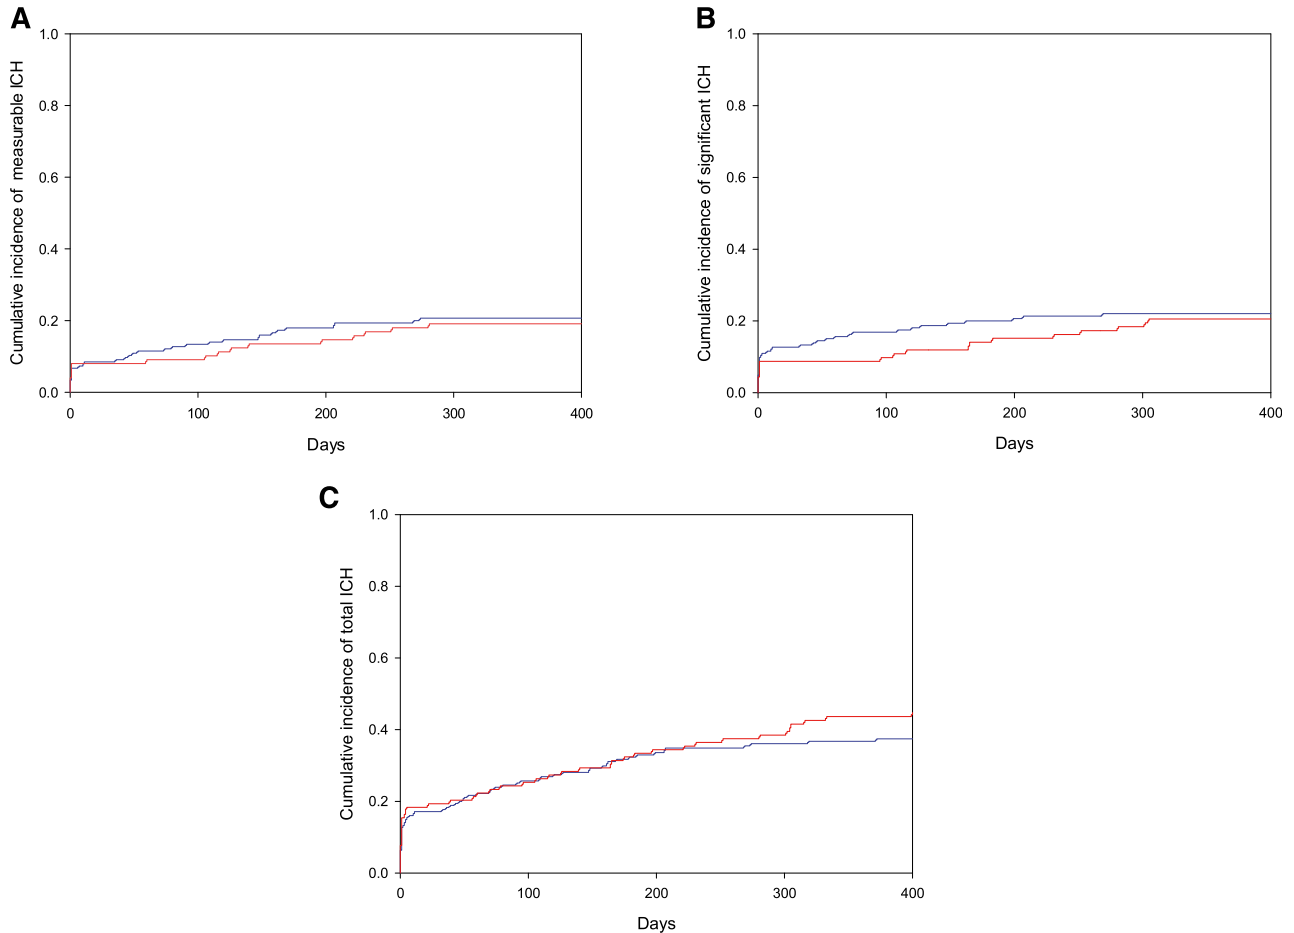 A
Cumulative incidence of measurable ICH
1.0
0.8
0.6
0.4
0.2
0.0
0 100 200 300 400
Days
B
Cumulative incidence of significant ICH
1.0
0.8
0.6
0.4
0.2
0.0
0 100 200 300 400
Days
C
Cumulative incidence of total ICH
1.0
0.8
0.6
0.4
0.2
0.0
0 100 200 300 400
Days